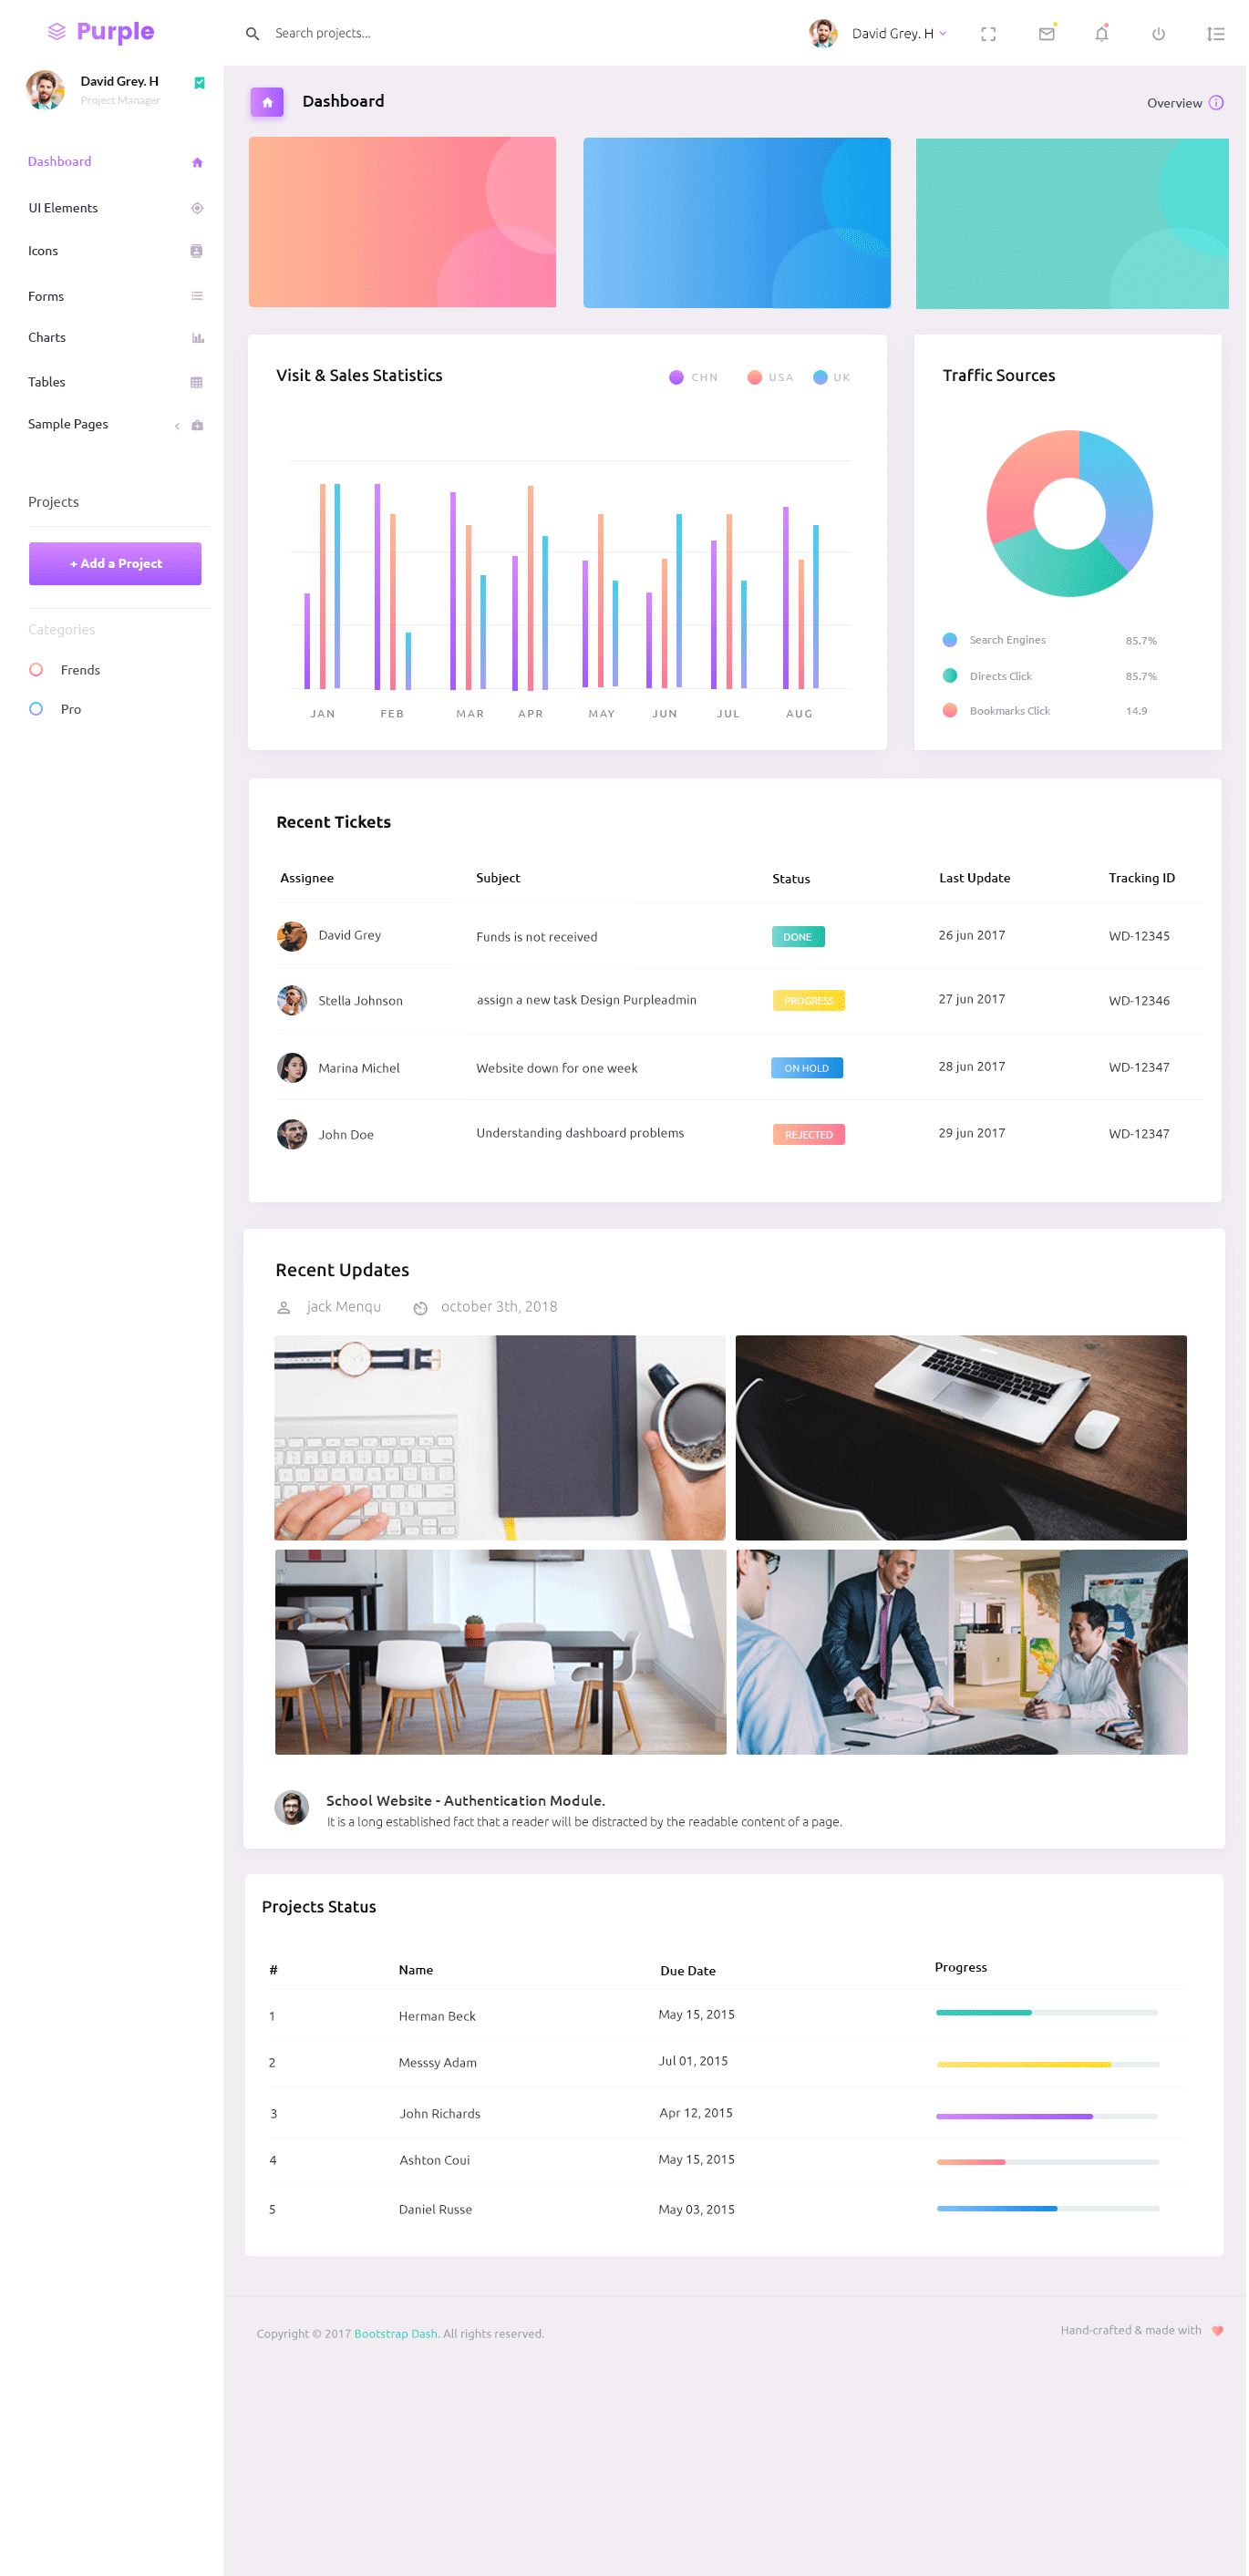 Purple
Search projects...
David Grey. H
David Grey. H
Project Manager
Dashboard
UI Elements
Icons
Forms
Charts
Tables
Sample Pages
Projects
+ Add a Project
Categories
Frends
Pro
Dashboard
Overview
Visit & Sales Statistics
CHN USA UK
JAN FEB MAR APR MAY JUN JUL AUG
Traffic Sources
Search Engines 85.7%
Directs Click 85.7%
Bookmarks Click 14.9
Recent Tickets
Assignee Subject Status Last Update Tracking ID
David Grey Funds is not received DONE 26 jun 2017 WD-12345
Stella Johnson assign a new task Design Purpleadmin PROGRESS 27 jun 2017 WD-12346
Marina Michel Website down for one week ON HOLD 28 jun 2017 WD-12347
John Doe Understanding dashboard problems REJECTED 29 jun 2017 WD-12347
Recent Updates
jack Menqu october 3th, 2018
School Website - Authentication Module.
It is a long established fact that a reader will be distracted by the readable content of a page.
Projects Status
# Name Due Date Progress
1 Herman Beck May 15, 2015
2 Messsy Adam Jul 01, 2015
3 John Richards Apr 12, 2015
4 Ashton Coui May 15, 2015
5 Daniel Russe May 03, 2015
Copyright © 2017 Bootstrap Dash. All rights reserved.
Hand-crafted & made with